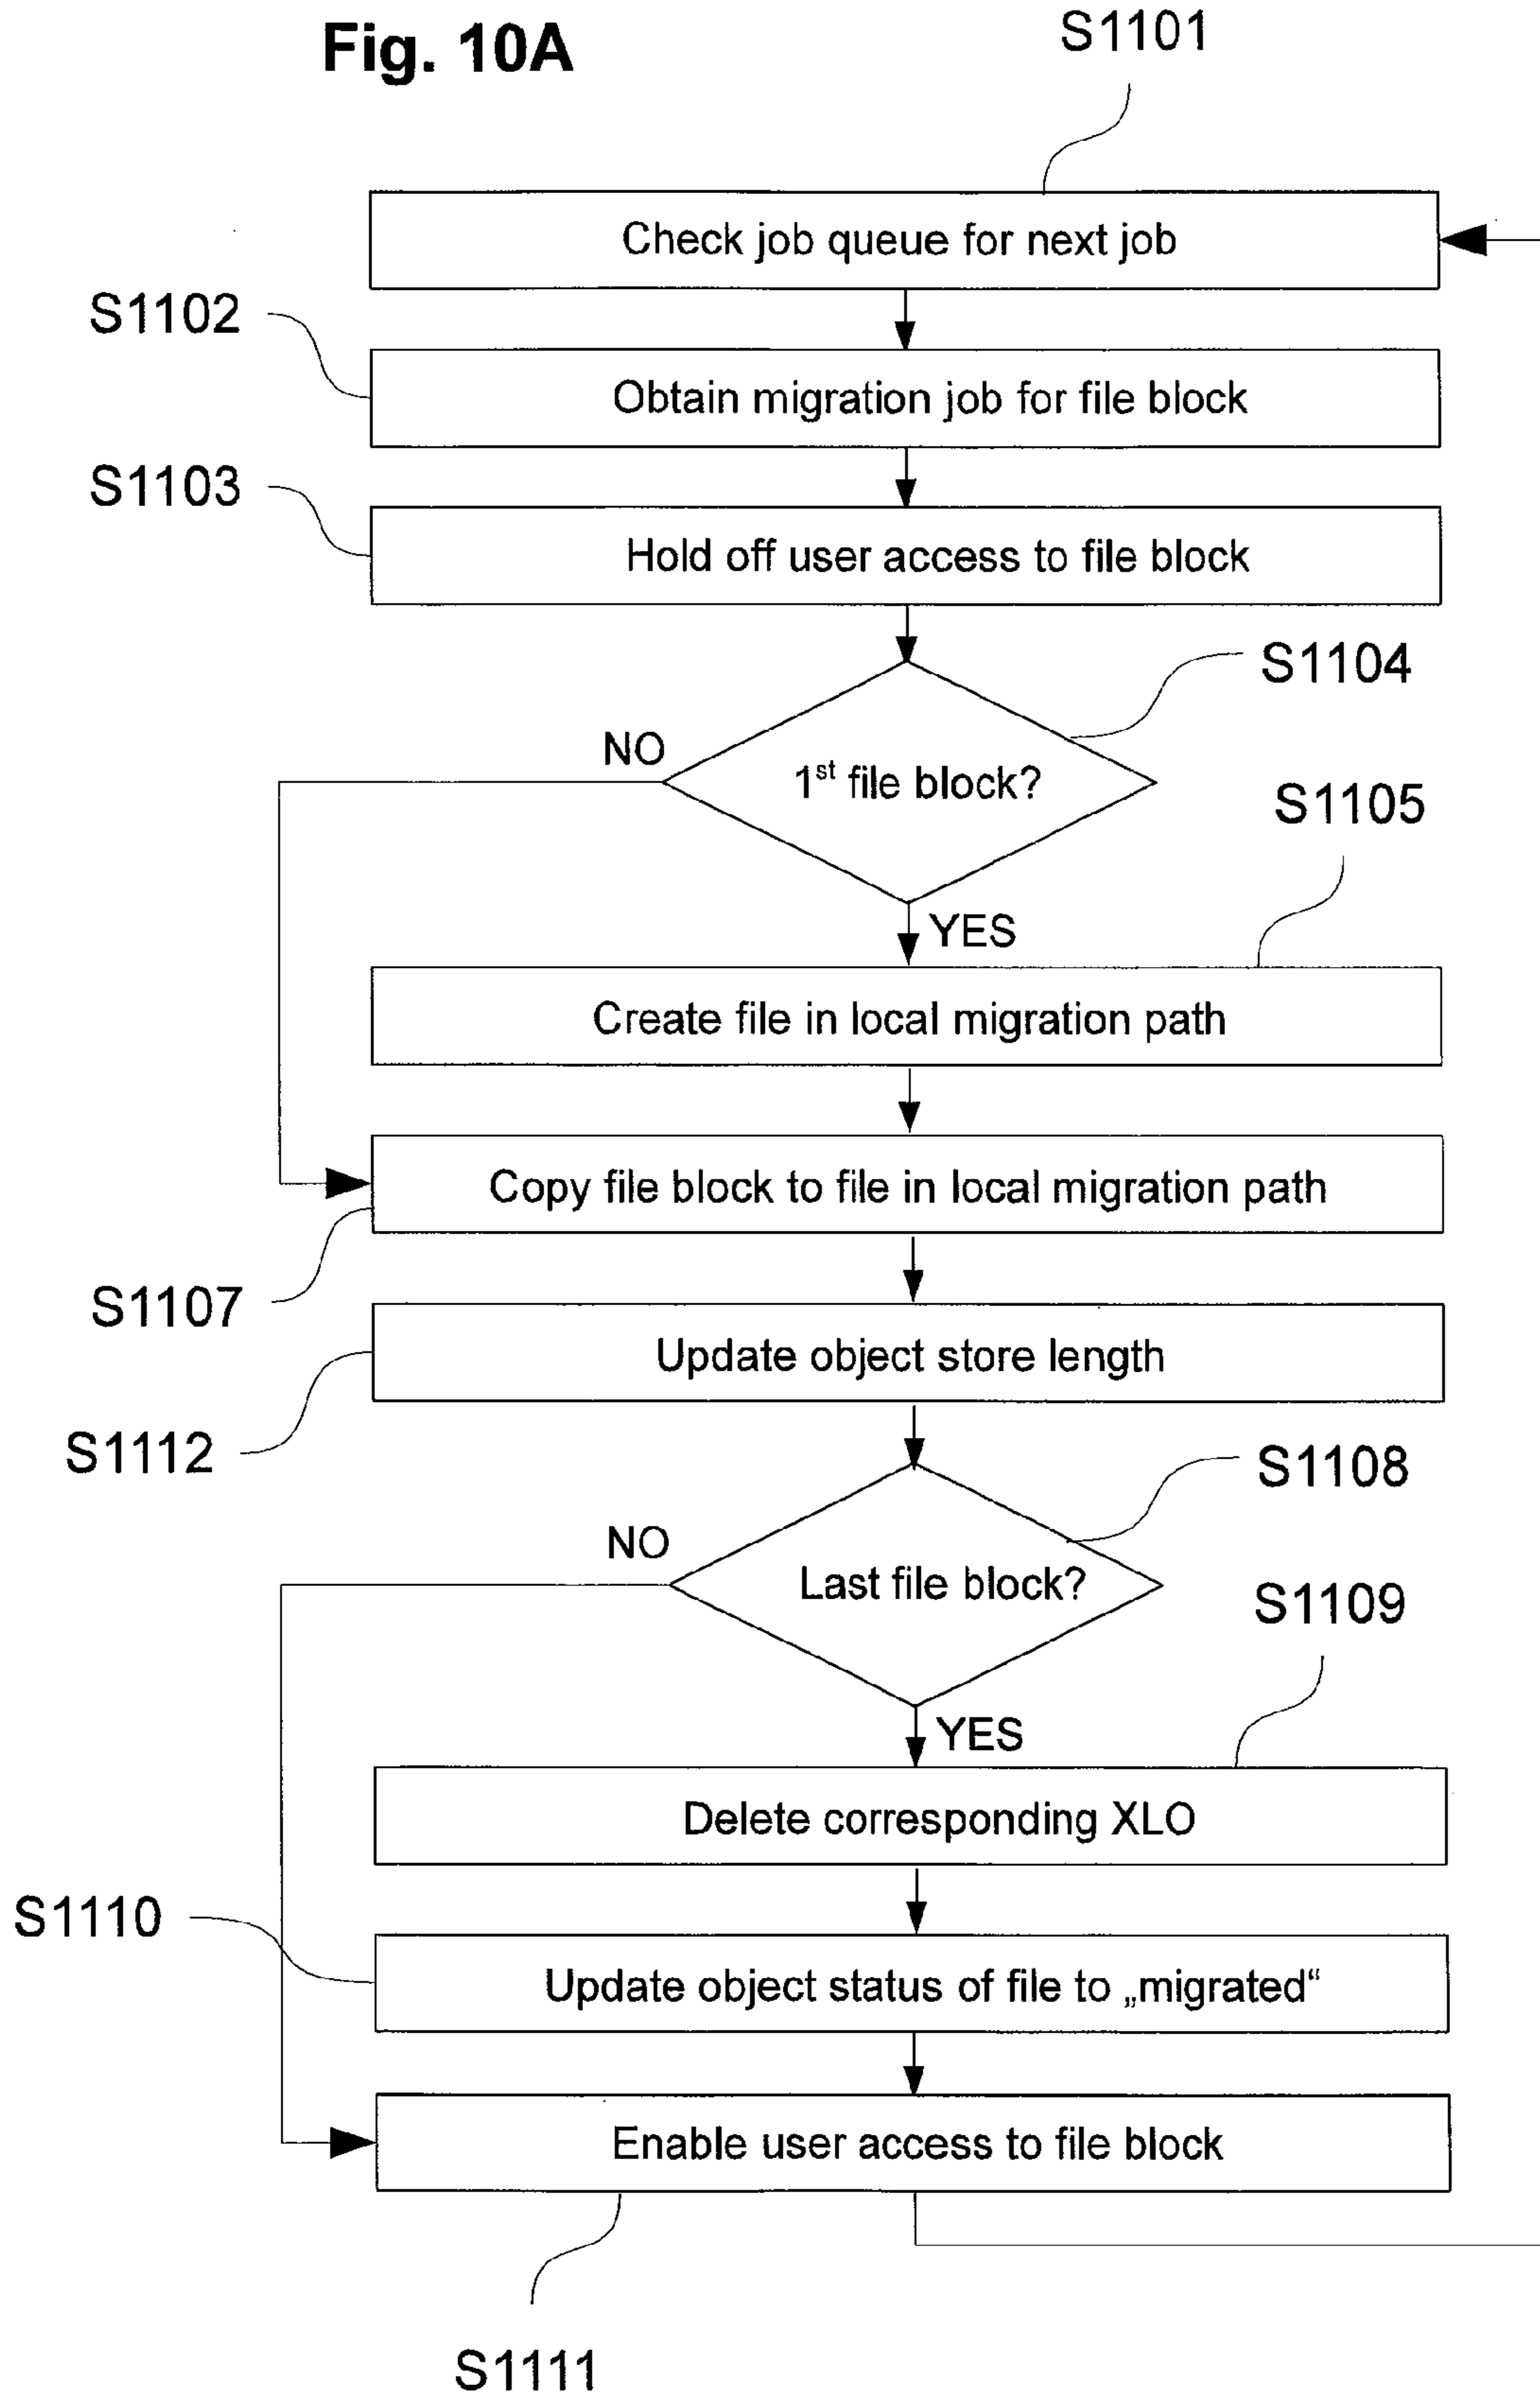 Fig. 10A
S1101
Check job queue for next job
S1102
Obtain migration job for file block
S1103
Hold off user access to file block
S1104
NO
1st file block?
S1105
YES
Create file in local migration path
Copy file block to file in local migration path
S1107
Update object store length
S1112
S1108
NO
Last file block?
S1109
YES
Delete corresponding XLO
S1110
Update object status of file to „migrated“
Enable user access to file block
S1111